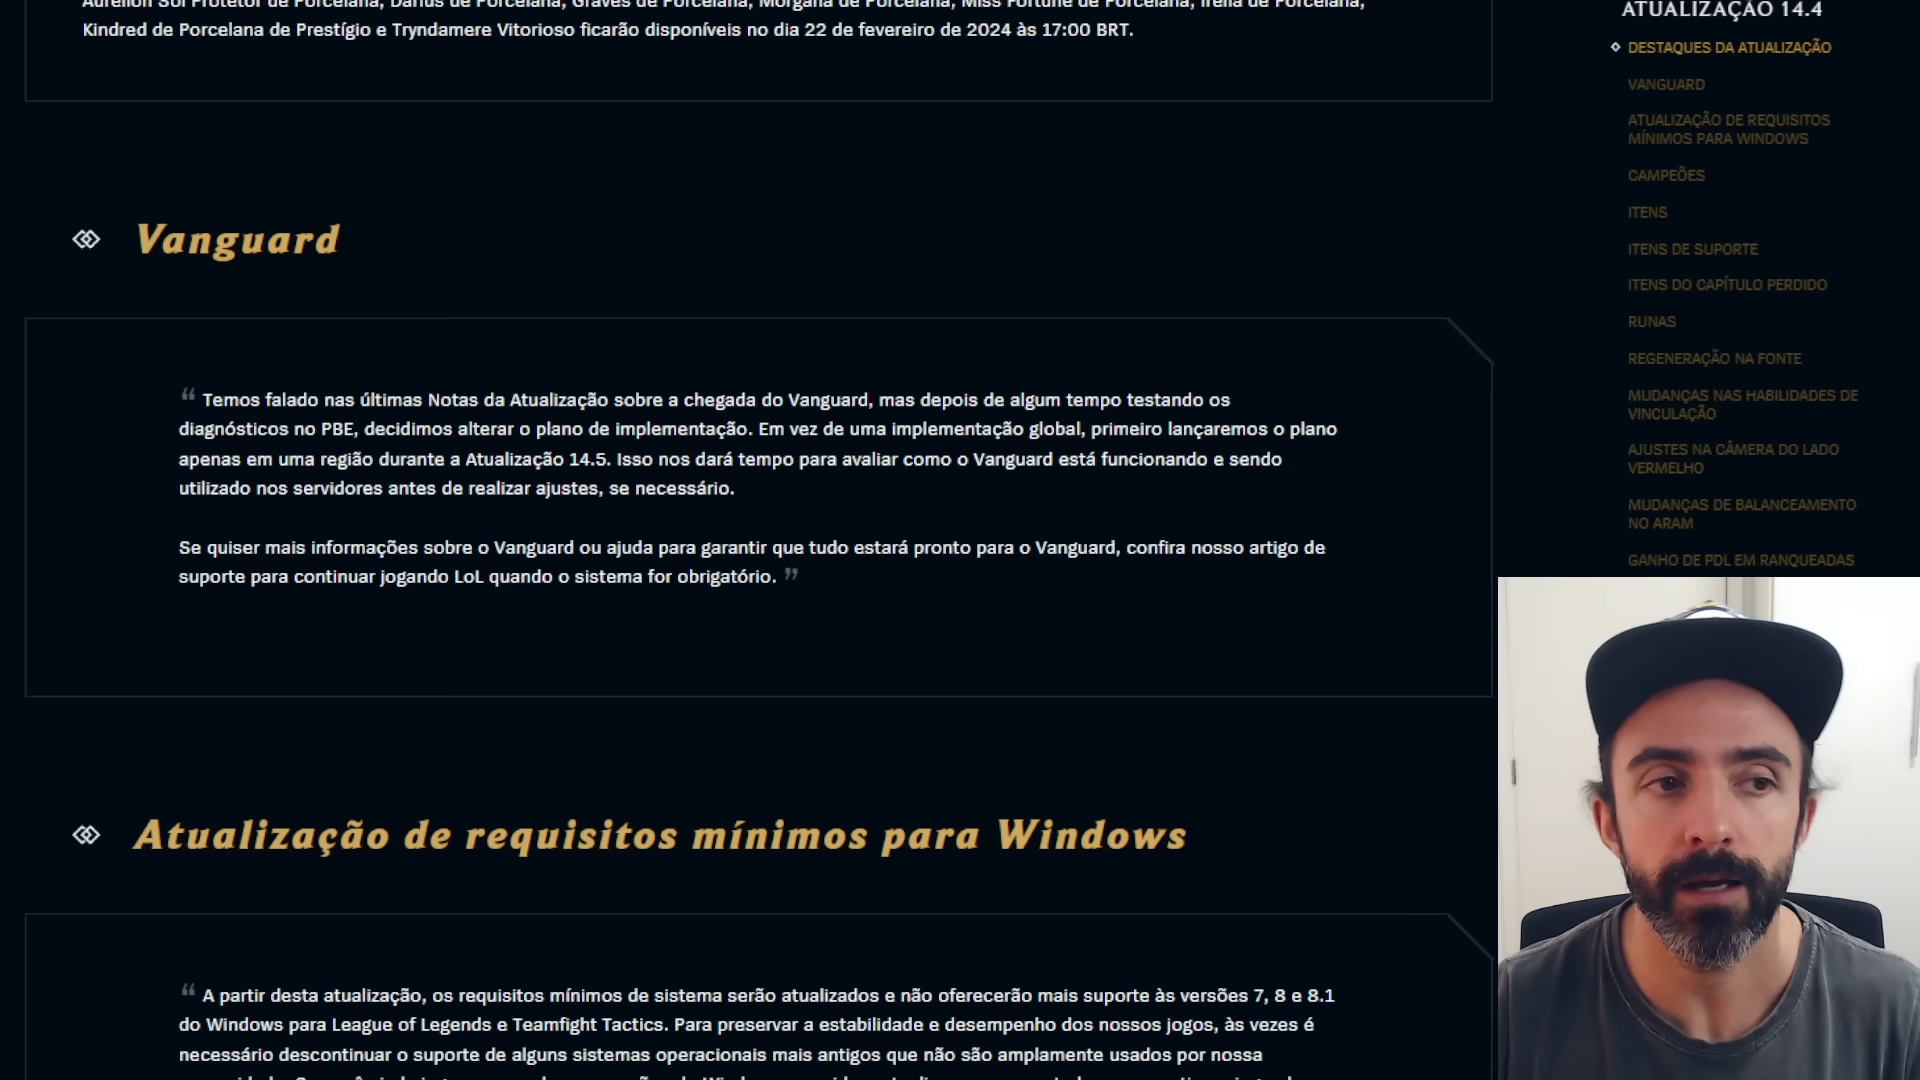 Aurelion Sol Protetor de Porcelana, Darius de Porcelana, Graves de Porcelana, Morgana de Porcelana, Miss Fortune de Porcelana, Irelia de Porcelana,
Kindred de Porcelana de Prestígio e Tryndamere Vitorioso ficarão disponíveis no dia 22 de fevereiro de 2024 às 17:00 BRT.
Vanguard
“ Temos falado nas últimas Notas da Atualização sobre a chegada do Vanguard, mas depois de algum tempo testando os
diagnósticos no PBE, decidimos alterar o plano de implementação. Em vez de uma implementação global, primeiro lançaremos o plano
apenas em uma região durante a Atualização 14.5. Isso nos dará tempo para avaliar como o Vanguard está funcionando e sendo
utilizado nos servidores antes de realizar ajustes, se necessário.
Se quiser mais informações sobre o Vanguard ou ajuda para garantir que tudo estará pronto para o Vanguard, confira nosso artigo de
suporte para continuar jogando LoL quando o sistema for obrigatório. ”
Atualização de requisitos mínimos para Windows
“ A partir desta atualização, os requisitos mínimos de sistema serão atualizados e não oferecerão mais suporte às versões 7, 8 e 8.1
do Windows para League of Legends e Teamfight Tactics. Para preservar a estabilidade e desempenho dos nossos jogos, às vezes é
necessário descontinuar o suporte de alguns sistemas operacionais mais antigos que não são amplamente usados por nossa
ATUALIZAÇÃO 14.4
DESTAQUES DA ATUALIZAÇÃO
VANGUARD
ATUALIZAÇÃO DE REQUISITOS
MÍNIMOS PARA WINDOWS
CAMPEÕES
ITENS
ITENS DE SUPORTE
ITENS DO CAPÍTULO PERDIDO
RUNAS
REGENERAÇÃO NA FONTE
MUDANÇAS NAS HABILIDADES DE
VINCULAÇÃO
AJUSTES NA CÂMERA DO LADO
VERMELHO
MUDANÇAS DE BALANCEAMENTO
NO ARAM
GANHO DE PDL EM RANQUEADAS